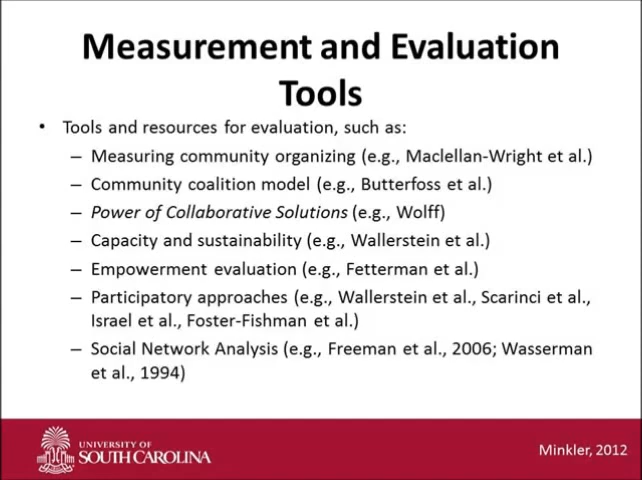 Measurement and Evaluation
Tools
• Tools and resources for evaluation, such as:
– Measuring community organizing (e.g., Maclellan-Wright et al.)
– Community coalition model (e.g., Butterfoss et al.)
– Power of Collaborative Solutions (e.g., Wolff)
– Capacity and sustainability (e.g., Wallerstein et al.)
– Empowerment evaluation (e.g., Fetterman et al.)
– Participatory approaches (e.g., Wallerstein et al., Scarinci et al.,
Israel et al., Foster-Fishman et al.)
– Social Network Analysis (e.g., Freeman et al., 2006; Wasserman
et al., 1994)
UNIVERSITY OF
SOUTH CAROLINA
Minkler, 2012